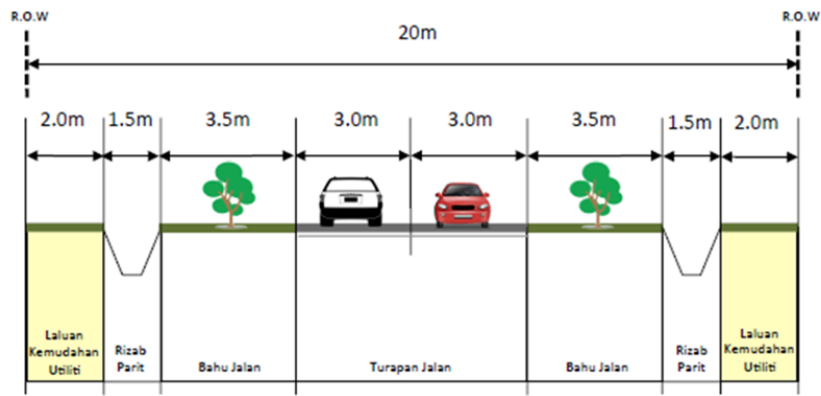 R.O.W
R.O.W
20m
2.0m 1.5m 3.5m 3.0m 3.0m 3.5m 1.5m 2.0m
Laluan
Kemudahan
Utiliti
Rizab
Parit
Bahu Jalan
Turapan Jalan
Bahu Jalan
Rizab
Parit
Laluan
Kemudahan
Utiliti